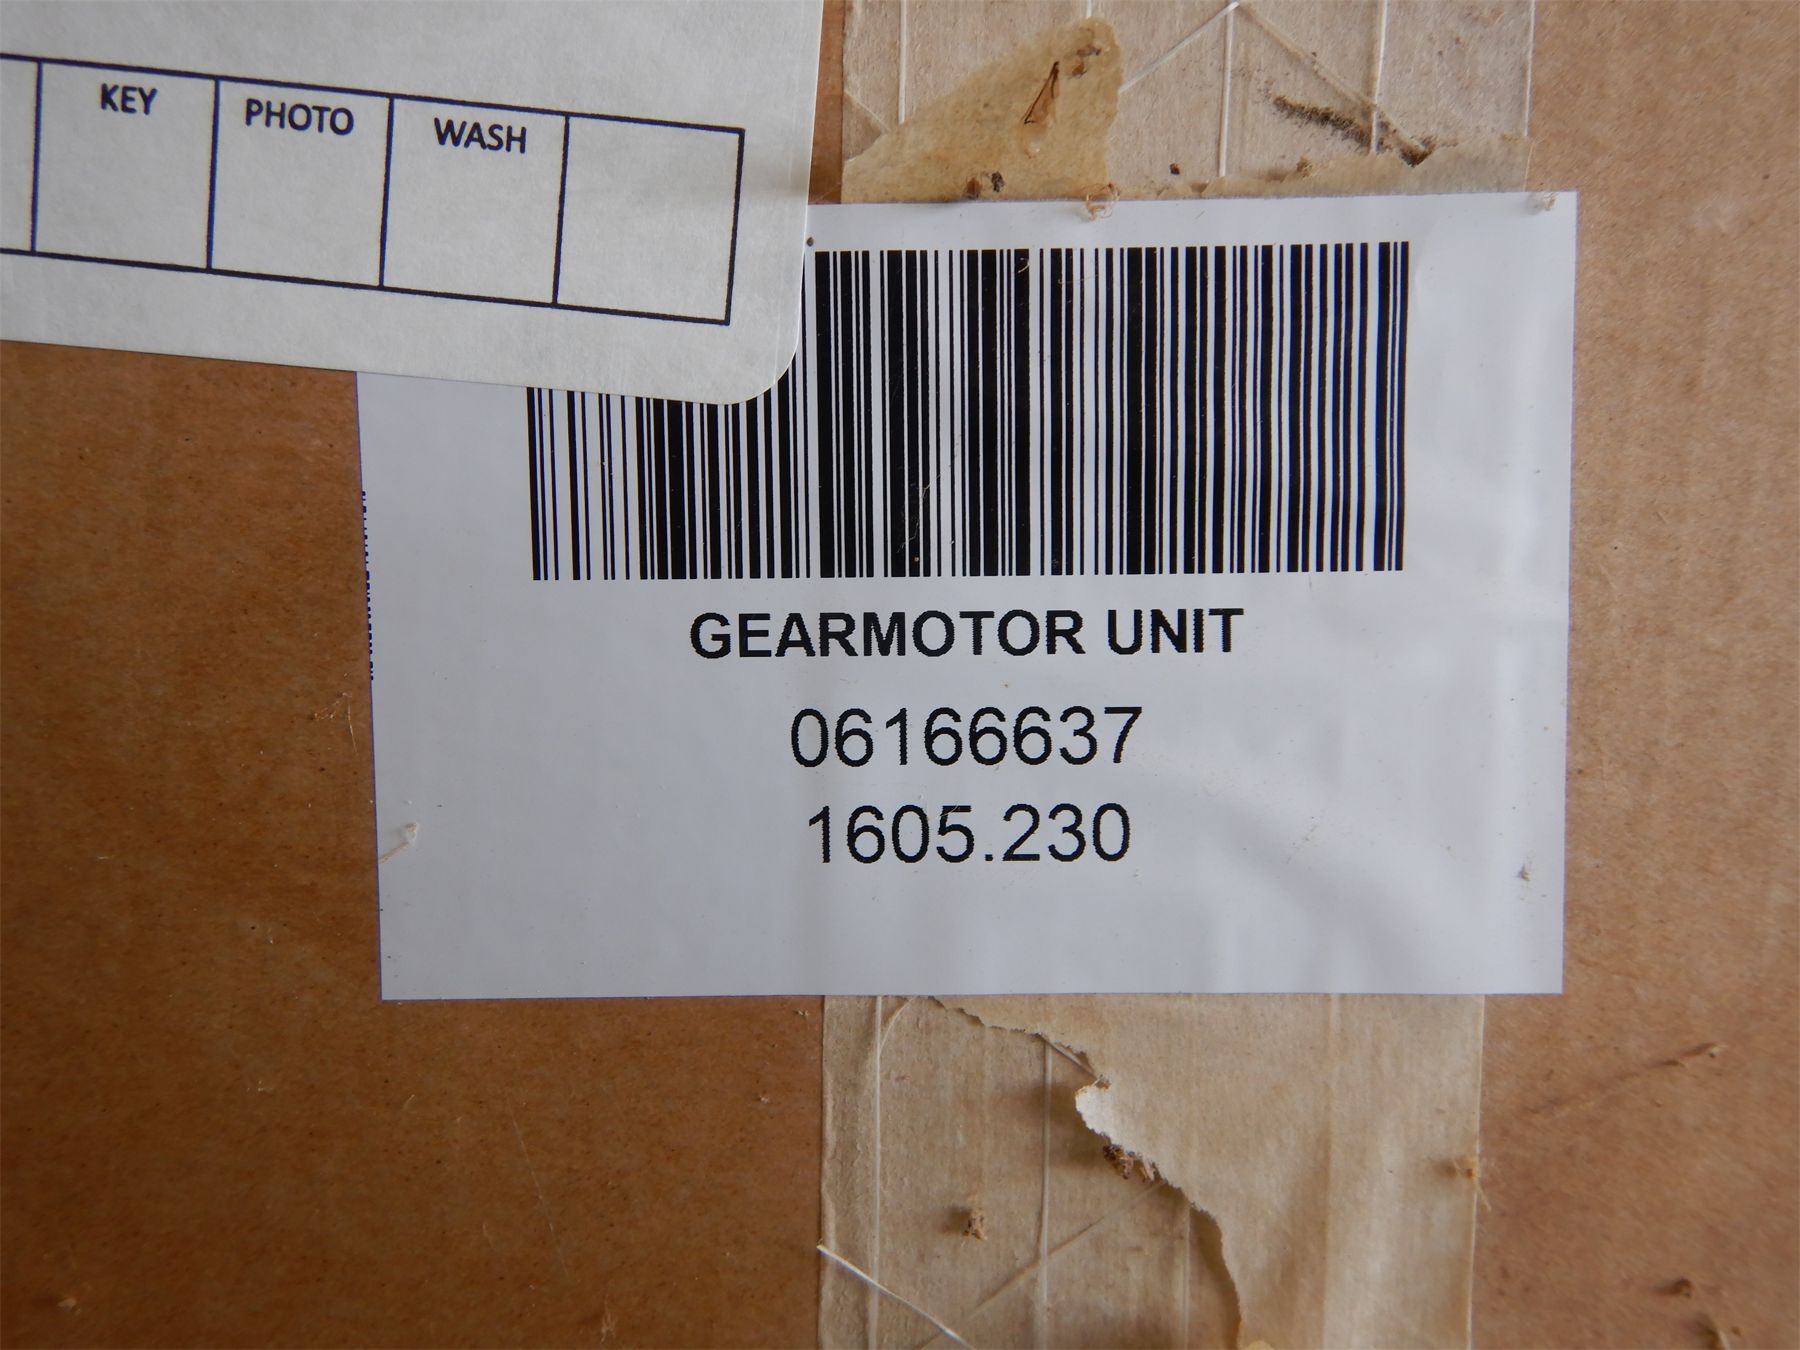 KEY
PHOTO
WASH
GEARMOTOR UNIT
06166637
1605.230